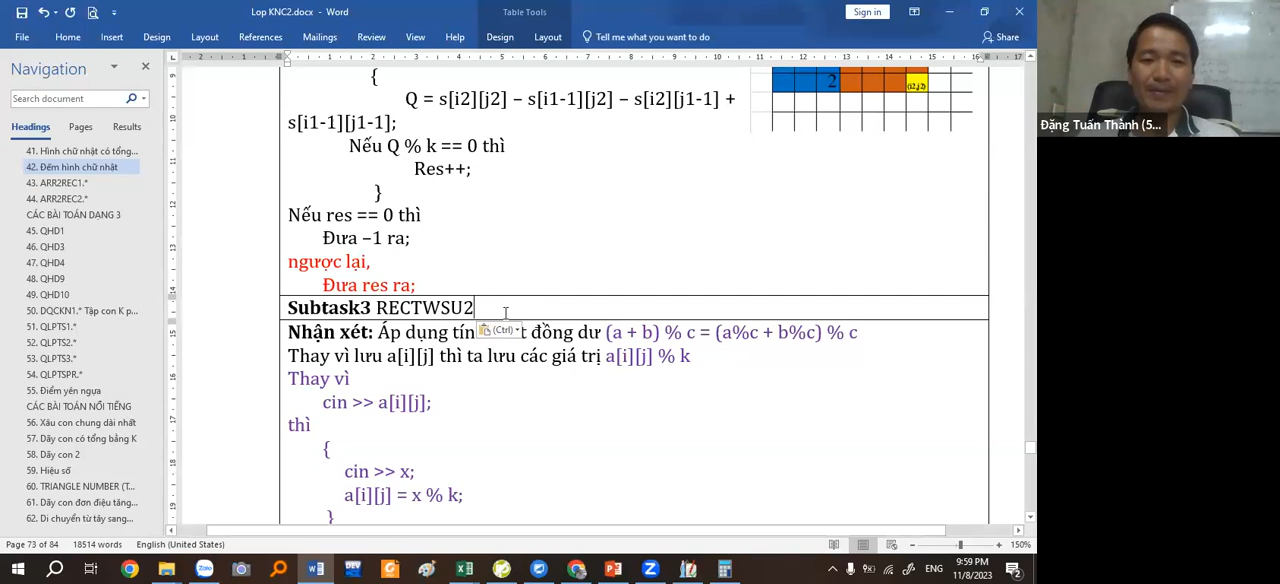 Lop KNC2.docx - Word
Table Tools
Sign in
File
Home
Insert
Design
Layout
References
Mailings
Review
View
Help
Design
Layout
Tell me what you want to do
Share
Navigation
Search document
Headings
Pages
Results
41. Hình chữ nhật có tổng...
42. Đếm hình chữ nhật
43. ARR2REC1.*
44. ARR2REC2.*
CÁC BÀI TOÁN DẠNG 3
45. QHD1
46. QHD3
47. QHD4
48. QHD9
49. QHD10
50. DQCKN1.* Tập con K p...
51. QLPTS1.*
52. QLPTS2.*
53. QLPTS3.*
54. QLPTSPR.*
55. Điểm yên ngựa
CÁC BÀI TOÁN NỔI TIẾNG
56. Xâu con chung dài nhất
57. Dãy con có tổng bằng K
58. Dãy con 2
59. Hiệu số
60. TRIANGLE NUMBER (T...
61. Dãy con đơn điệu tăng...
62. Di chuyển từ tây sang...
{
Q = s[i2][j2] – s[i1-1][j2] – s[i2][j1-1] +
s[i1-1][j1-1];
Nếu Q % k == 0 thì
Res++;
}
Nếu res == 0 thì
Đưa –1 ra;
ngược lại,
Đưa res ra;
2
(i2,j2)
Subtask3 RECTWSU2
(Ctrl)
Nhận xét: Áp dụng tín t đồng dư (a + b) % c = (a%c + b%c) % c
Thay vì lưu a[i][j] thì ta lưu các giá trị a[i][j] % k
Thay vì
cin >> a[i][j];
thì
{
cin >> x;
a[i][j] = x % k;
}
Đặng Tuấn Thành (5...
Page 73 of 84
18514 words
English (United States)
150%
ENG
9:59 PM
11/8/2023